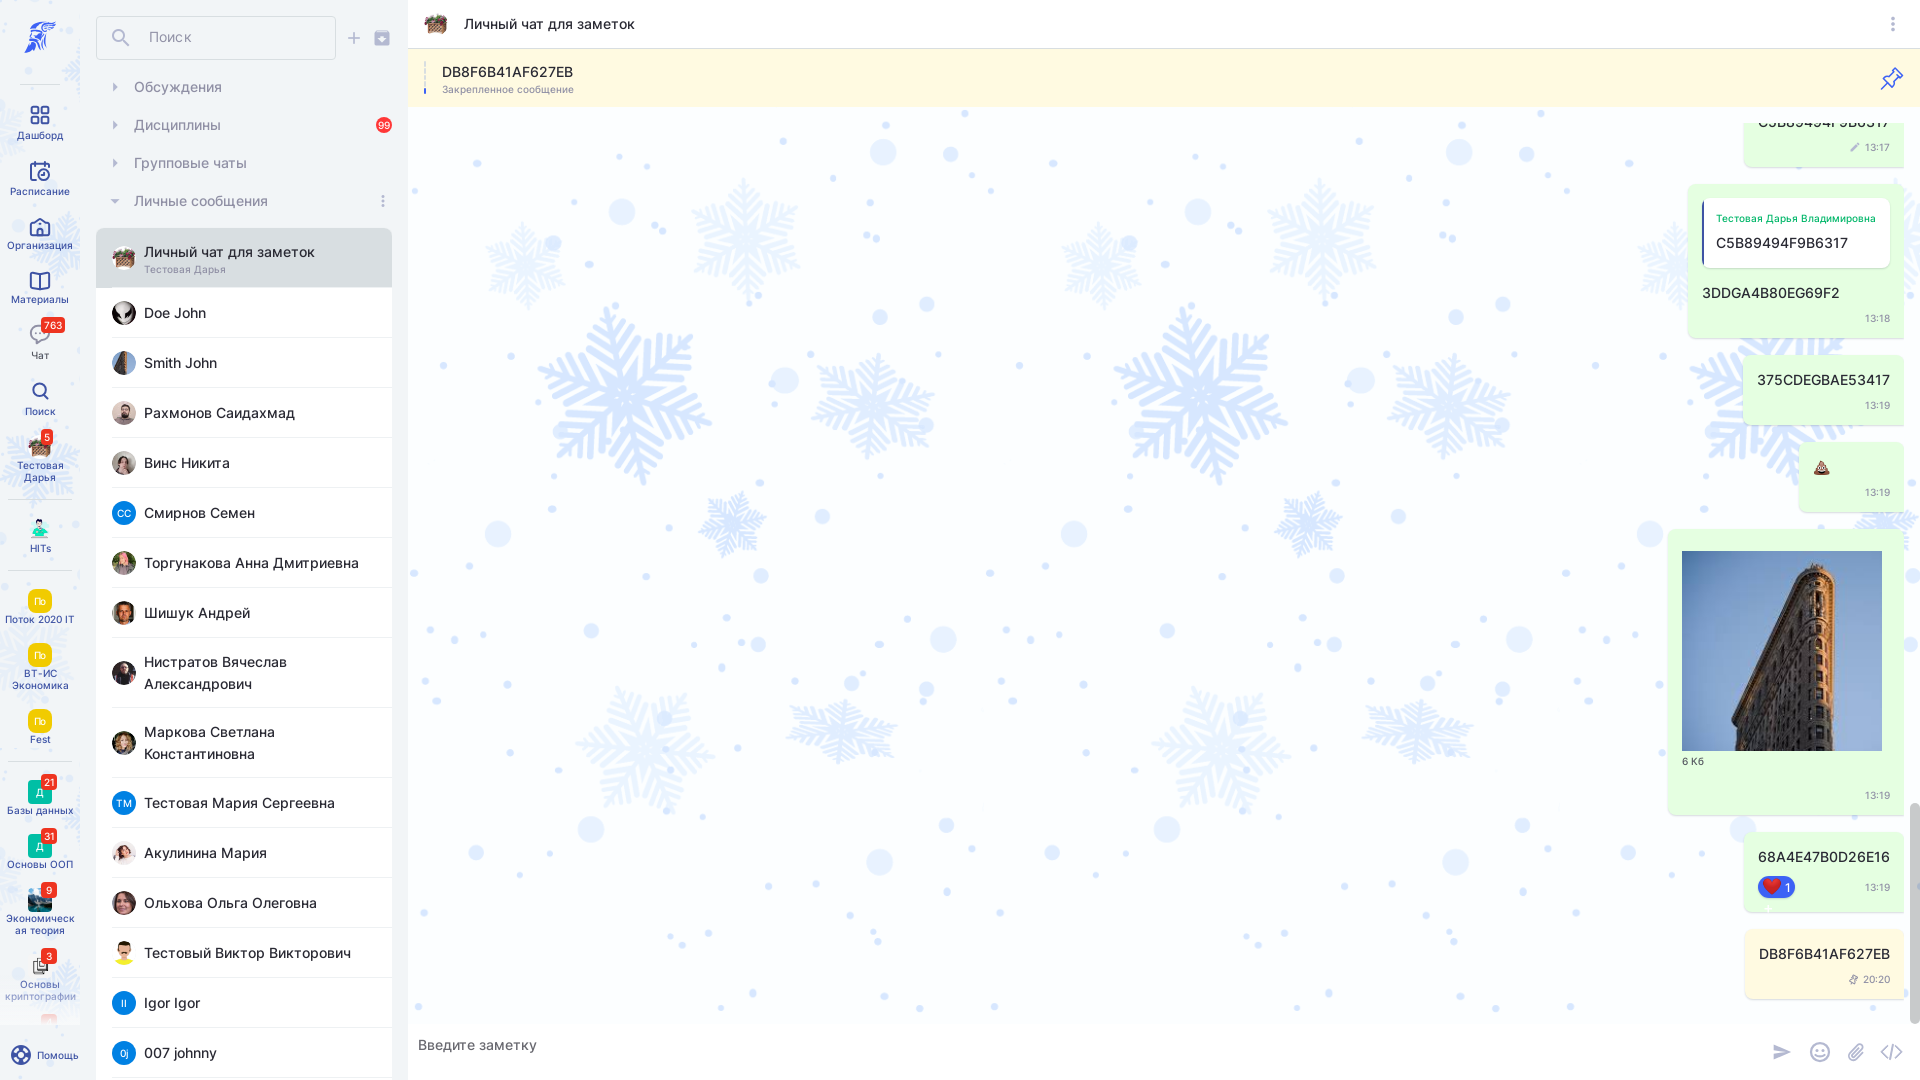 Дашборд
Расписание
Организация
Материалы
763
Чат
Поиск
5
Тестовая
Дарья
HITs
По
Поток 2020 IT
По
ВТ-ИС
Экономика
По
Fest
21
Д
Базы данных
31
Д
Основы ООП
9
Экономическ
ая теория
3
Основы
криптографии
Помощь
Поиск
Обсуждения
Дисциплины
99
Групповые чаты
Личные сообщения
Личный чат для заметок
Тестовая Дарья
Doe John
Smith John
Рахмонов Саидахмад
Винс Никита
СС
Смирнов Семен
Торгунакова Анна Дмитриевна
Шишук Андрей
Нистратов Вячеслав
Александрович
Маркова Светлана
Константиновна
ТМ
Тестовая Мария Сергеевна
Акулинина Мария
Ольхова Ольга Олеговна
Тестовый Виктор Викторович
II
Igor Igor
0j
007 johnny
Личный чат для заметок
DB8F6B41AF627EB
Закрепленное сообщение
C5B89494F9B6317
13:17
Тестовая Дарья Владимировна
C5B89494F9B6317
3DDGA4B80EG69F2
13:18
375CDEGBAE53417
13:19
13:19
6 Кб
13:19
68A4E47B0D26E16
1
13:19
DB8F6B41AF627EB
20:20
Введите заметку